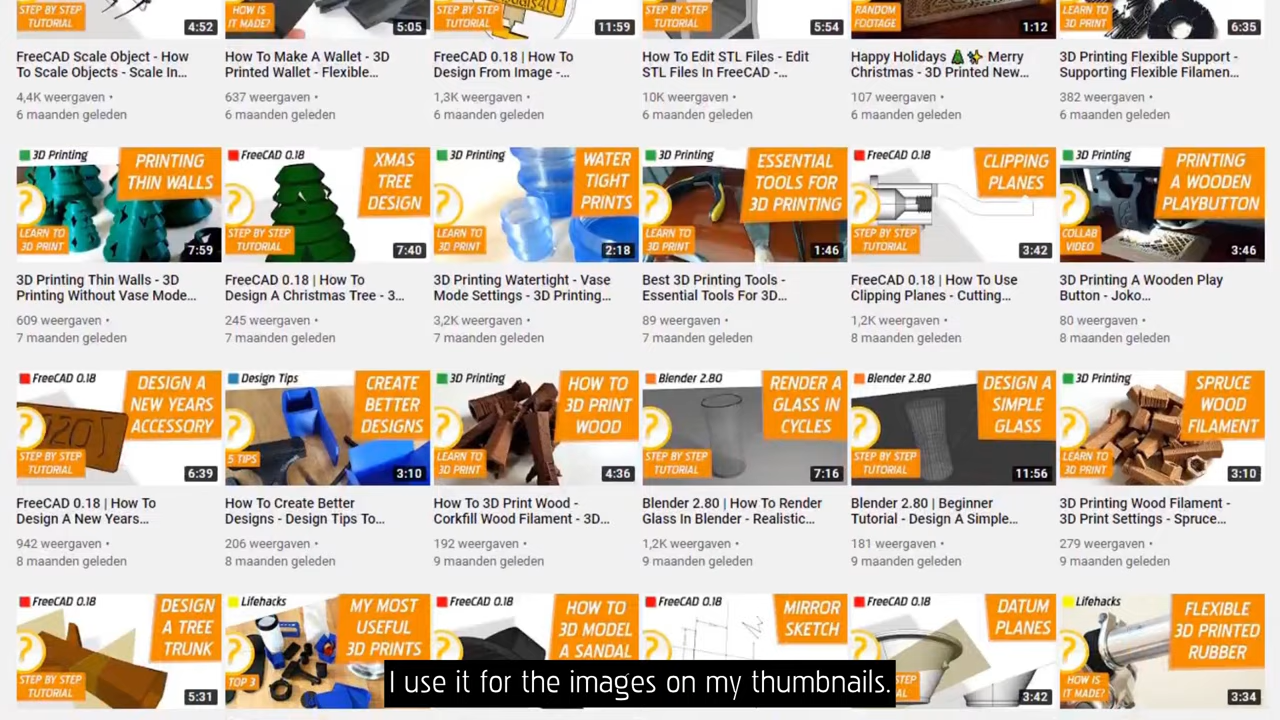 STEP BY STEP
TUTORIAL
4:52
HOW IS
IT MADE?
5:05
STEP BY STEP
TUTORIAL
11:59
STEP BY STEP
TUTORIAL
5:54
RANDOM
FOOTAGE
1:12
LEARN TO
3D PRINT
6:35
FreeCAD Scale Object - How
To Scale Objects - Scale In...
4,4K weergaven •
6 maanden geleden
How To Make A Wallet - 3D
Printed Wallet - Flexible...
637 weergaven •
6 maanden geleden
FreeCAD 0.18 | How To
Design From Image -...
1,3K weergaven •
6 maanden geleden
How To Edit STL Files - Edit
STL Files In FreeCAD -...
10K weergaven •
6 maanden geleden
Happy Holidays 🎄✨ Merry
Christmas - 3D Printed New...
107 weergaven •
6 maanden geleden
3D Printing Flexible Support -
Supporting Flexible Filamen...
382 weergaven •
6 maanden geleden
3D Printing
PRINTING
THIN WALLS
LEARN TO
3D PRINT
7:59
FreeCAD 0.18
XMAS
TREE
DESIGN
STEP BY STEP
TUTORIAL
7:40
3D Printing
WATER
TIGHT
PRINTS
LEARN TO
3D PRINT
2:18
3D Printing
ESSENTIAL
TOOLS FOR
3D PRINTING
LEARN TO
3D PRINT
1:46
FreeCAD 0.18
CLIPPING
PLANES
STEP BY STEP
TUTORIAL
3:42
3D Printing
PRINTING
A WOODEN
PLAYBUTTON
COLLAB
VIDEO
3:46
3D Printing Thin Walls - 3D
Printing Without Vase Mode...
609 weergaven •
7 maanden geleden
FreeCAD 0.18 | How To
Design A Christmas Tree - 3...
245 weergaven •
7 maanden geleden
3D Printing Watertight - Vase
Mode Settings - 3D Printing...
3,2K weergaven •
7 maanden geleden
Best 3D Printing Tools -
Essential Tools For 3D...
89 weergaven •
7 maanden geleden
FreeCAD 0.18 | How To Use
Clipping Planes - Cutting...
1,2K weergaven •
8 maanden geleden
3D Printing A Wooden Play
Button - Joko...
80 weergaven •
8 maanden geleden
FreeCAD 0.18
DESIGN A
NEW YEARS
ACCESSORY
STEP BY STEP
TUTORIAL
6:39
Design Tips
CREATE
BETTER
DESIGNS
5 TIPS
3:10
3D Printing
HOW TO
3D PRINT
WOOD
LEARN TO
3D PRINT
4:36
Blender 2.80
RENDER A
GLASS IN
CYCLES
STEP BY STEP
TUTORIAL
7:16
Blender 2.80
DESIGN A
SIMPLE
GLASS
STEP BY STEP
TUTORIAL
11:56
3D Printing
SPRUCE
WOOD
FILAMENT
LEARN TO
3D PRINT
3:10
FreeCAD 0.18 | How To
Design A New Years...
942 weergaven •
8 maanden geleden
How To Create Better
Designs - Design Tips To...
206 weergaven •
8 maanden geleden
How To 3D Print Wood -
Corkfill Wood Filament - 3D...
192 weergaven •
9 maanden geleden
Blender 2.80 | How To Render
Glass In Blender - Realistic...
1,2K weergaven •
9 maanden geleden
Blender 2.80 | Beginner
Tutorial - Design A Simple...
181 weergaven •
9 maanden geleden
3D Printing Wood Filament -
3D Print Settings - Spruce...
279 weergaven •
9 maanden geleden
FreeCAD 0.18
DESIGN
A TREE
TRUNK
STEP BY STEP
TUTORIAL
5:31
Lifehacks
MY MOST
USEFUL
3D PRINTS
TOP 3
FreeCAD 0.18
HOW TO
3D MODEL
A SANDAL
FreeCAD 0.18
MIRROR
SKETCH
FreeCAD 0.18
DATUM
PLANES
STEP
3:42
Lifehacks
FLEXIBLE
3D PRINTED
RUBBER
HOW IS
IT MADE?
3:34
I use it for the images on my thumbnails.